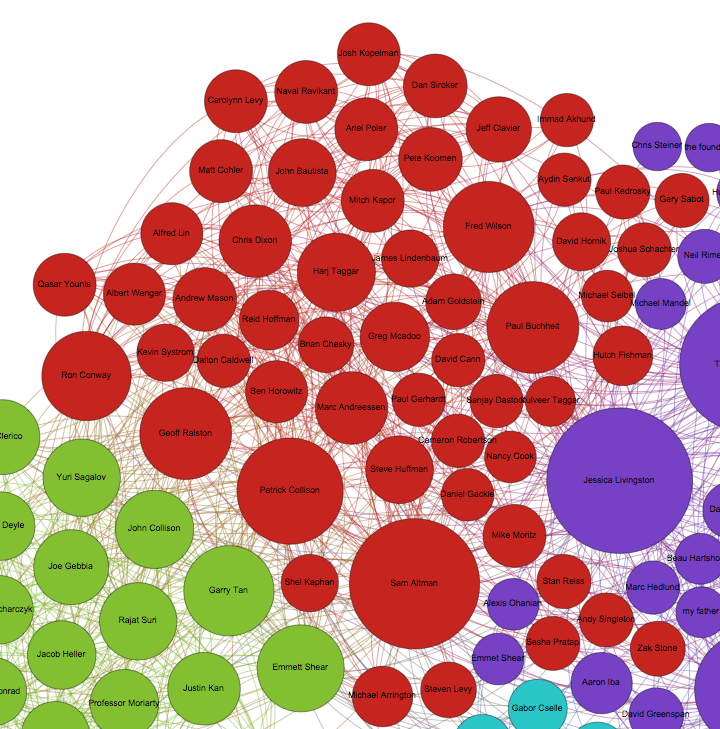 Josh Kopelman
Dan Siroker
Naval Ravikant
Carolynn Levy
Immad Akhund
Ariel Poler
Jeff Clavier
Chris Steiner
the found
Pete Koomen
Matt Cohler
John Bautista
Aydin Senkut
Paul Kedrosky
Gary Sabot
Mitch Kapor
Fred Wilson
Alfred Lin
Chris Dixon
David Hornik
Joshua Schachter
Neil Rime
James Lindenbaum
Harj Taggar
Qasar Younis
Albert Wenger
Andrew Mason
Adam Goldstein
Michael Seibel
Michael Mandel
Reid Hoffman
Paul Buchheit
Greg Mcadoo
Brian Chesky
Kevin Systrom
Dalton Caldwell
David Cann
Hutch Fishman
T
Ron Conway
Ben Horowitz
Paul Gerhardt
Sanjay Dastoor
Kulveer Taggar
Marc Andreessen
Geoff Ralston
Clerico
Cameron Robertson
Nancy Cook
Steve Huffman
Yuri Sagalov
Jessica Livingston
Patrick Collison
Daniel Gackle
Deyle
John Collison
Mike Moritz
Da
Beau Hartsho
Joe Gebbia
Shel Kaphan
Sam Altman
Stan Reiss
Marc Hedlund
Garry Tan
Alexis Ohanian
charczyk
Rajat Suri
Andy Singleton
my father
Sesha Pratap
Zak Stone
Jacob Heller
Emmet Shear
Emmett Shear
Aaron Iba
Justin Kan
Steven Levy
onrad
Michael Arrington
Professor Moriarty
Gabor Cselle
David Greenspan